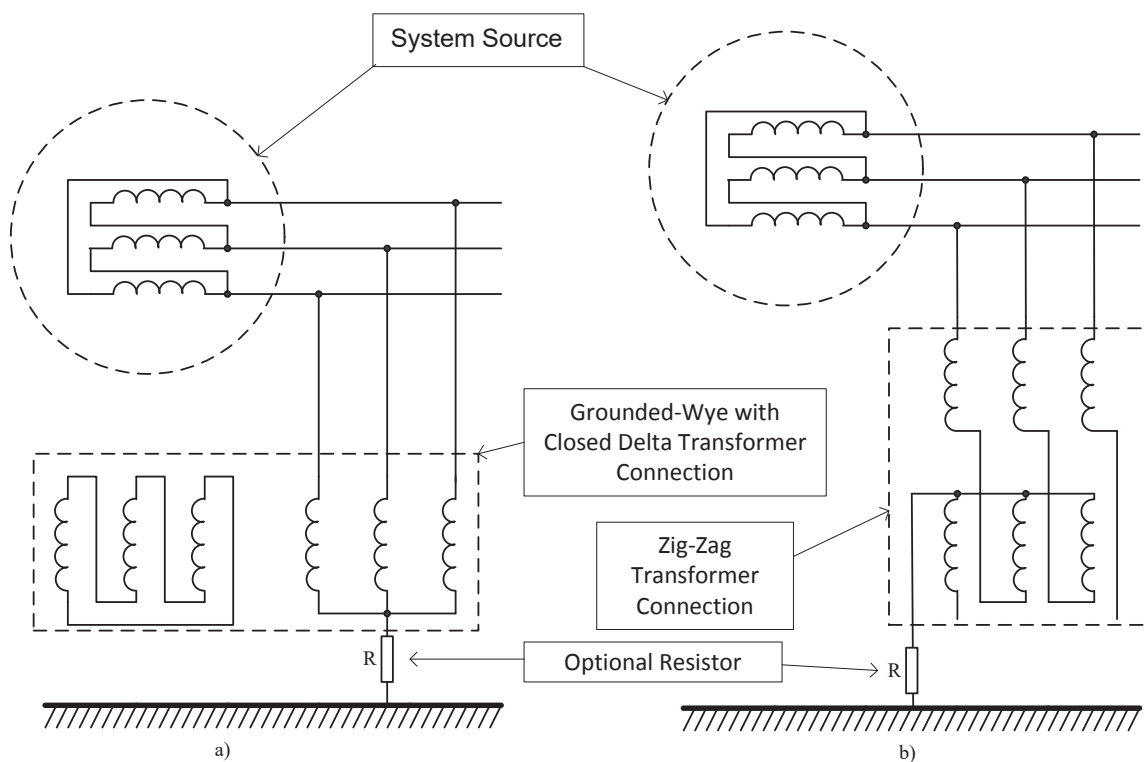 System Source
Grounded-Wye with
Closed Delta Transformer
Connection
Zig-Zag
Transformer
Connection
R
Optional Resistor
R
a)
b)